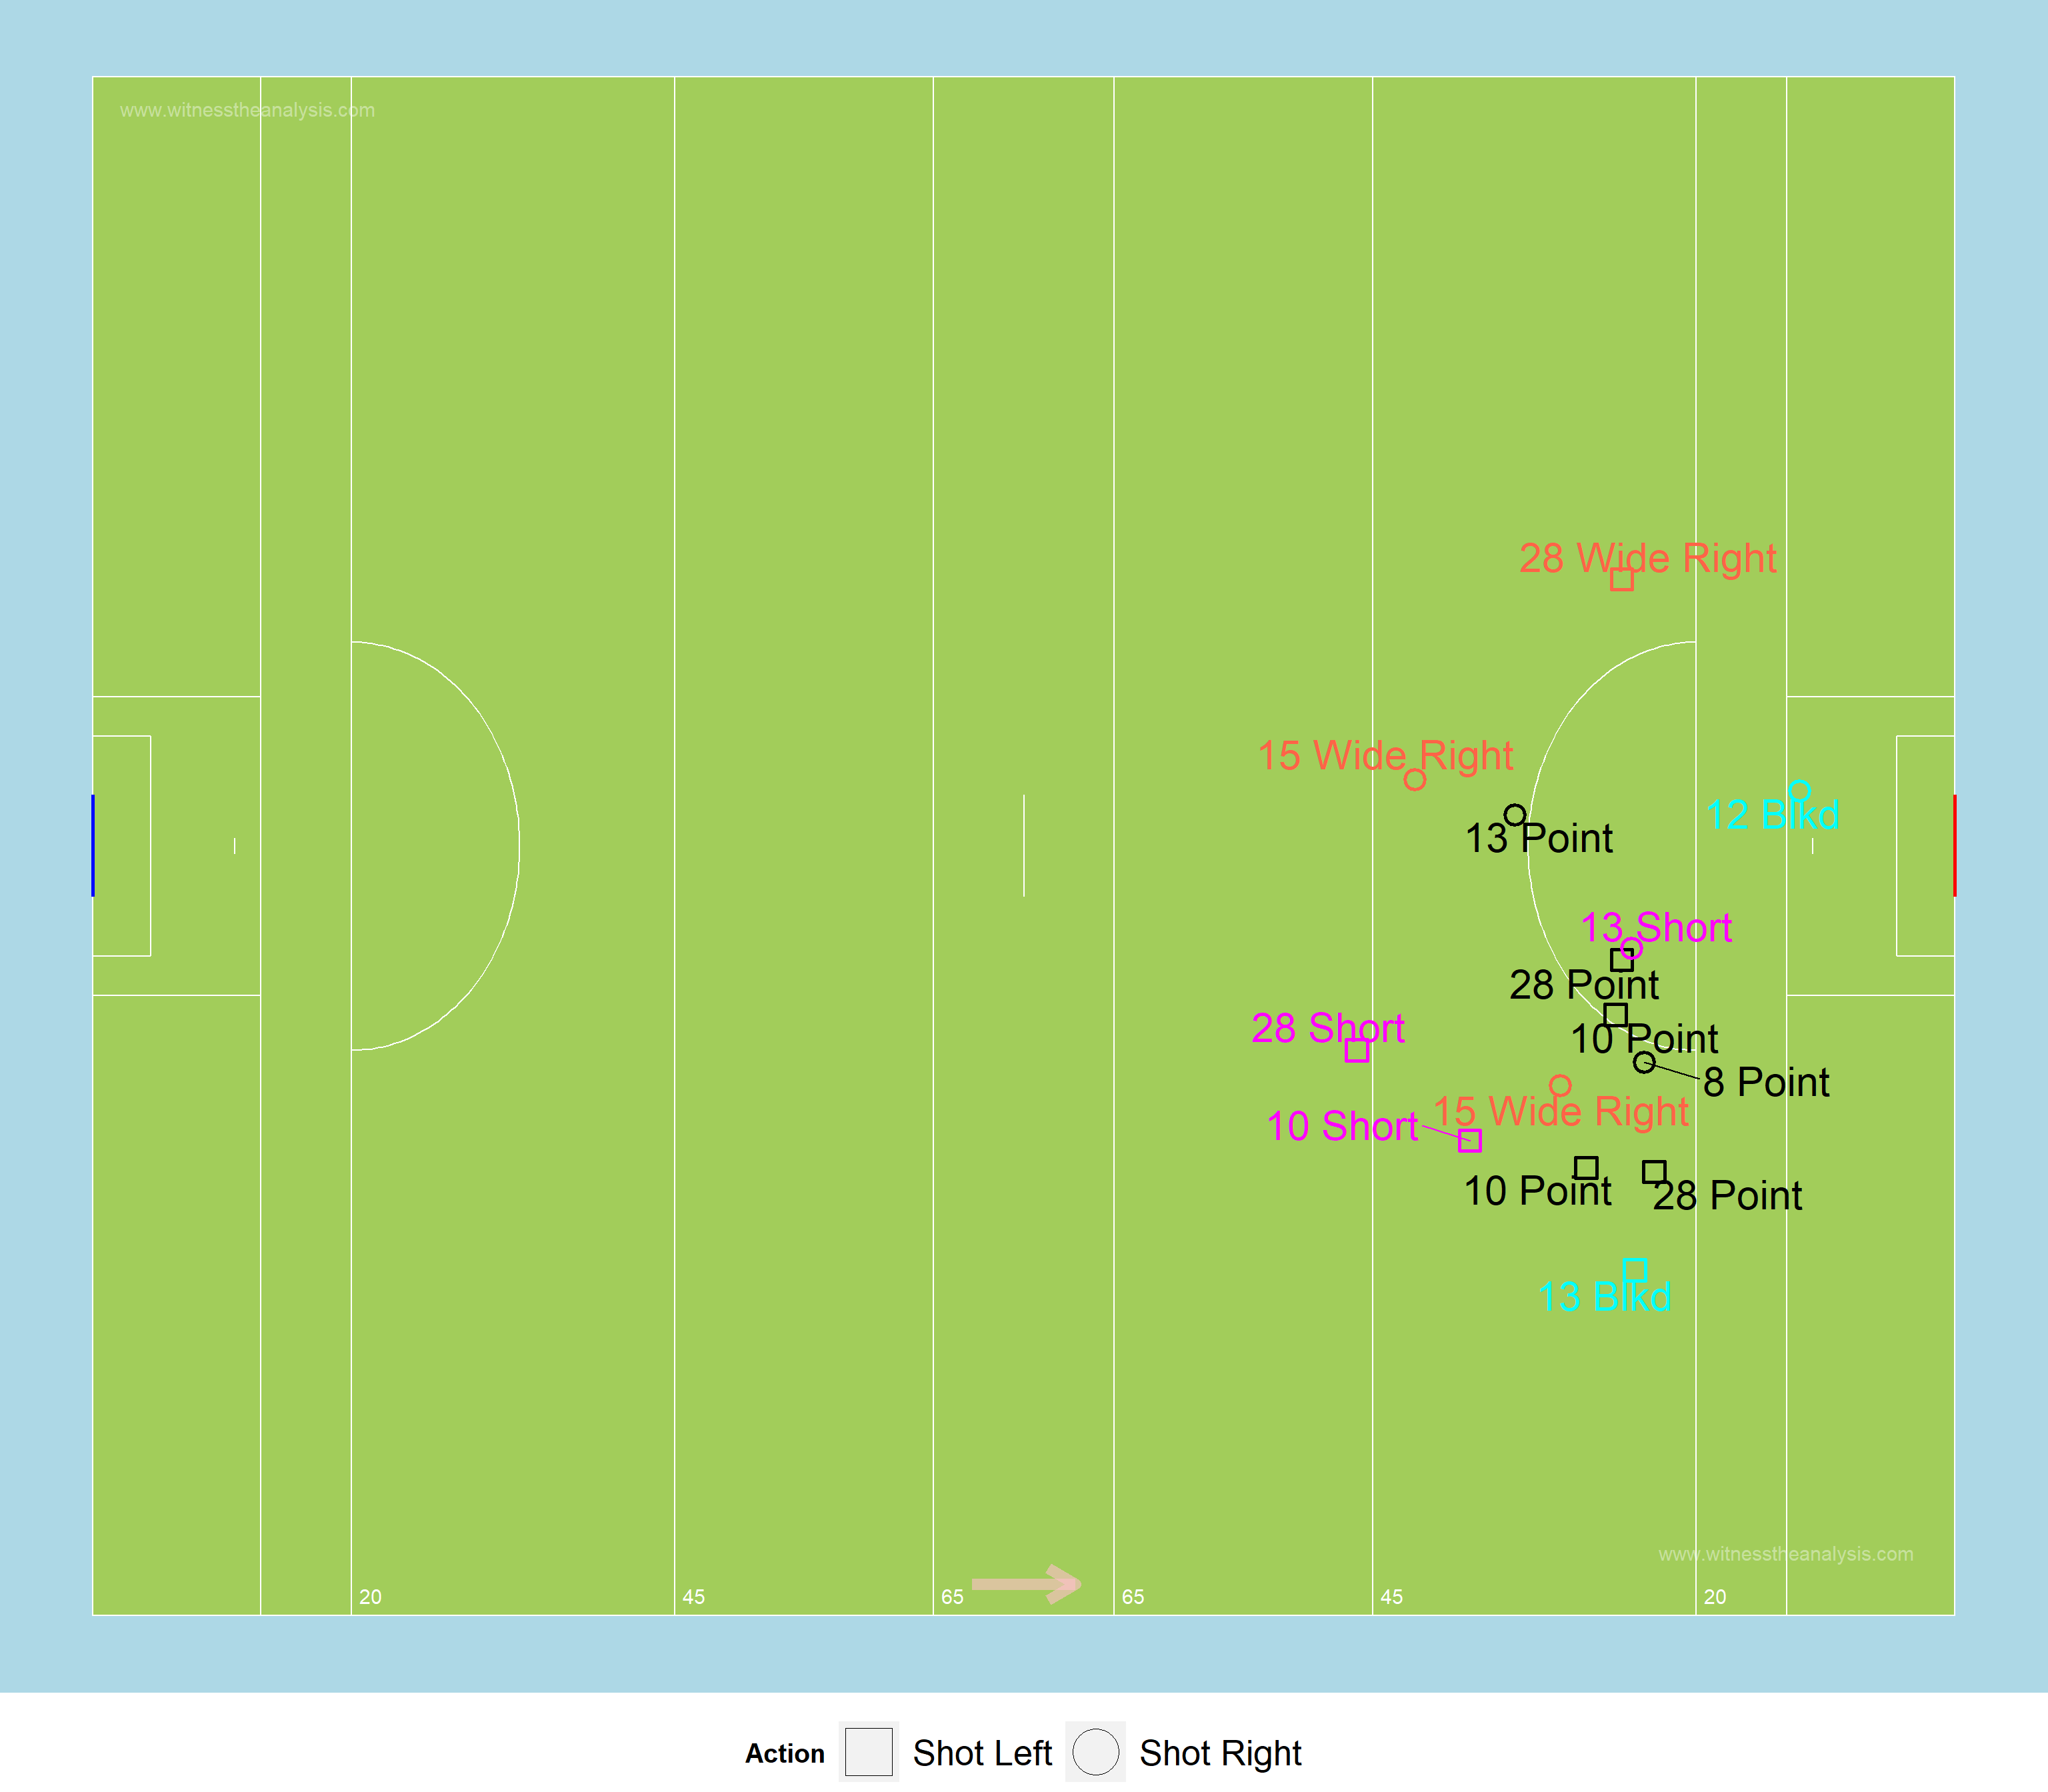 www.witnesstheanalysis.com
28 Wide Right
15 Wide Right
12 Blkd
13 Point
13 Short
28 Point
28 Short
10 Point
8 Point
15 Wide Right
10 Short
10 Point
28 Point
13 Blkd
www.witnesstheanalysis.com
20
45
65
65
45
20
Action
Shot Left
Shot Right